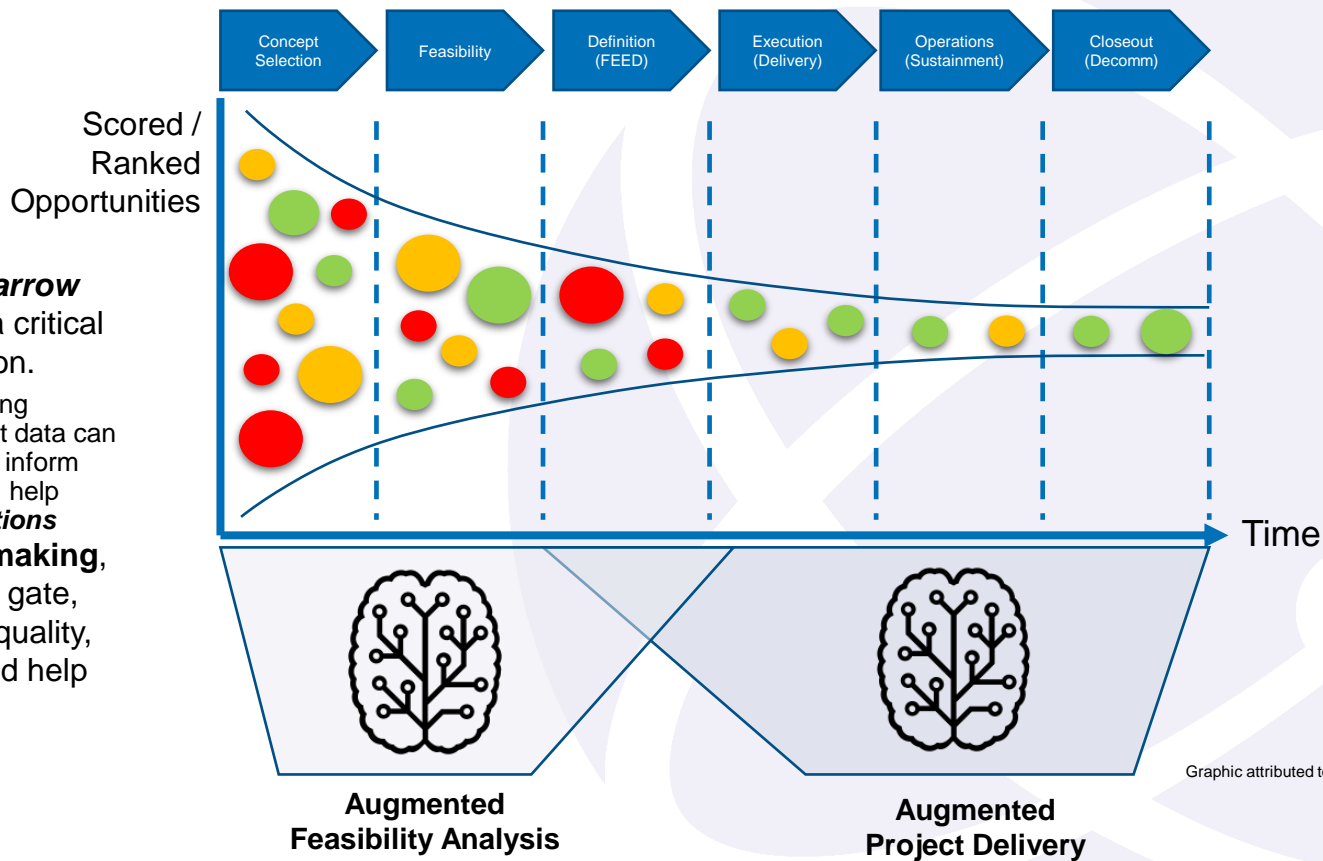 Concept
Selection
Feasibility
Definition
(FEED)
Execution
(Delivery)
Operations
(Sustainment)
Closeout
(Decomm)
Scored /
Ranked
Opportunities
arrow
a critical
on.
ing
t data can
inform
help
tions
making,
gate,
quality,
d help
Time
Graphic attributed t
Augmented
Feasibility Analysis
Augmented
Project Delivery